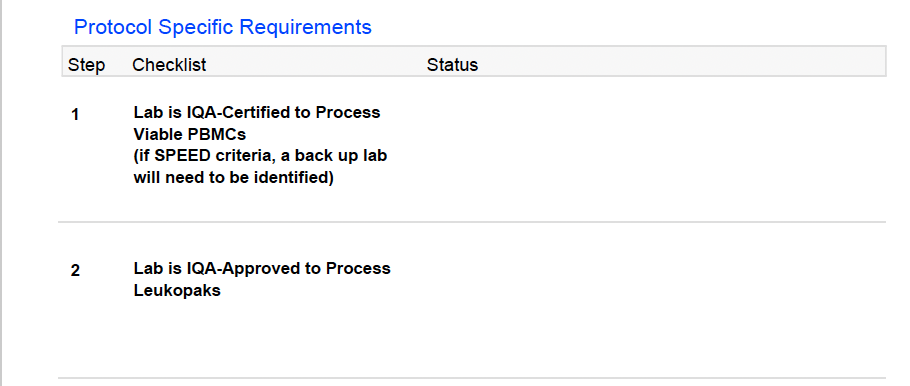 Protocol Specific Requirements
Step Checklist Status
1 Lab is IQA-Certified to Process
Viable PBMCs
(if SPEED criteria, a back up lab
will need to be identified)
2 Lab is IQA-Approved to Process
Leukopaks